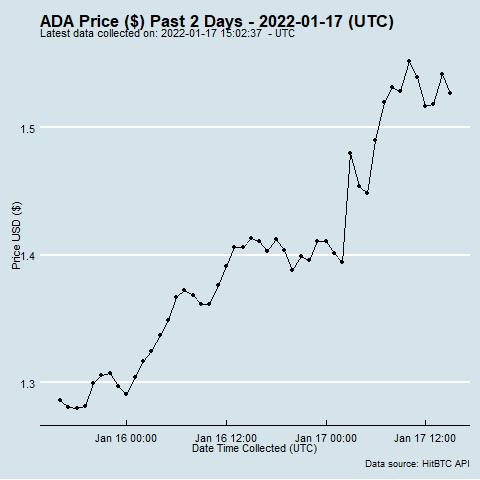 ADA Price ($) Past 2 Days - 2022-01-17 (UTC)
Latest data collected on: 2022-01-17 15:02:37 - UTC
Price USD ($)
1.5
1.4
1.3
Jan 16 00:00 Jan 16 12:00 Jan 17 00:00 Jan 17 12:00
Date Time Collected (UTC)
Data source: HitBTC API